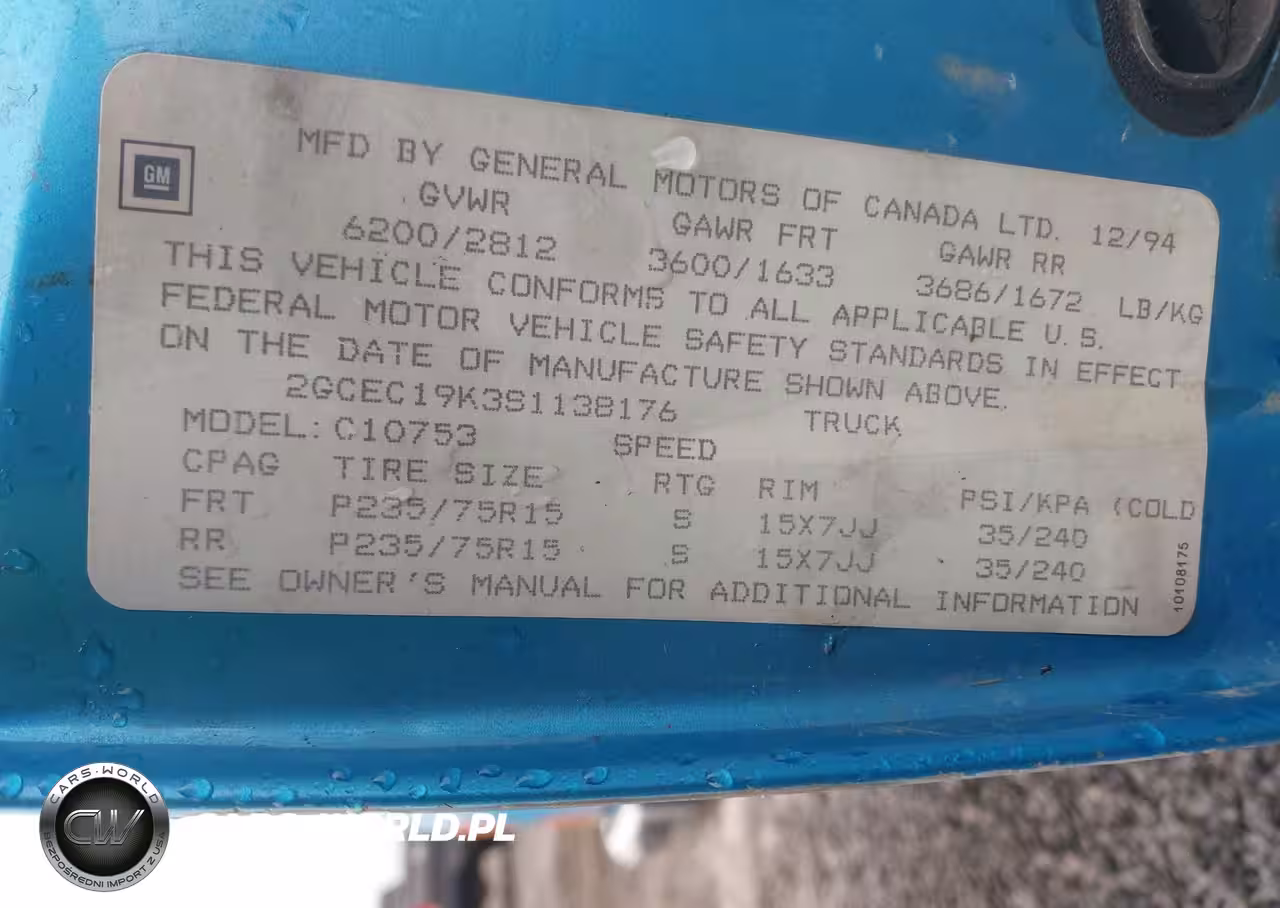 GM
MFD BY GENERAL MOTORS OF CANADA LTD. 12/94
GVWR GAWR FRT GAWR RR
6200/2812 3600/1633 3686/1672 LB/KG
THIS VEHICLE CONFORMS TO ALL APPLICABLE U.S.
FEDERAL MOTOR VEHICLE SAFETY STANDARDS IN EFFECT
ON THE DATE OF MANUFACTURE SHOWN ABOVE.
2GCEC19K3S1138176 TRUCK
MODEL: C10753 SPEED
CPAG TIRE SIZE RTG RIM PSI/KPA (COLD
FRT P235/75R15 S 15X7JJ 35/240
RR P235/75R15 S 15X7JJ 35/240
SEE OWNER'S MANUAL FOR ADDITIONAL INFORMATION
10108175
CARS-WORLD
CW
BEZPOŚREDNI IMPORT Z USA
WORLD.PL